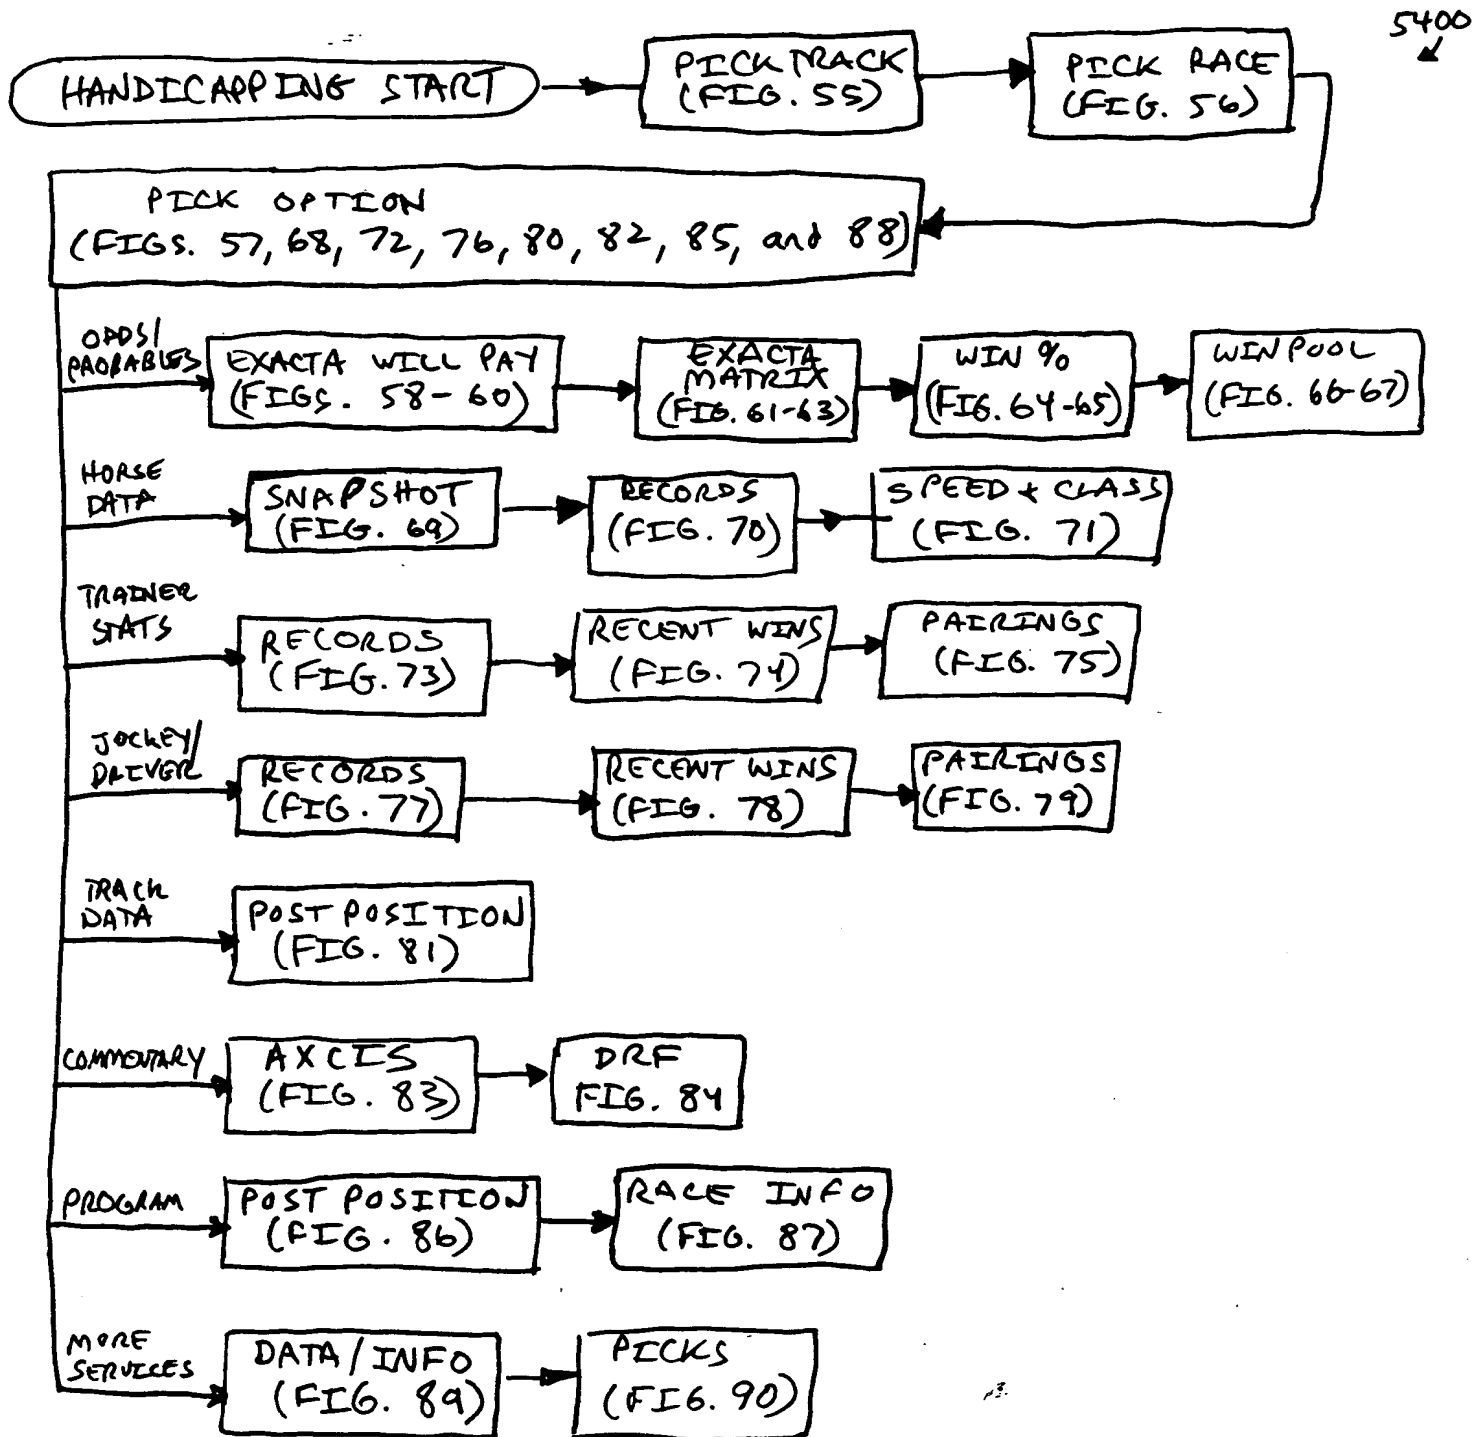 5400
HANDICAPPING START
PICK TRACK
(FIG. 55)
PICK RACE
(FIG. 56)
PICK OPTION
(FIGS. 57, 68, 72, 76, 80, 82, 85, and 88)
ODDS/
PROBABLES
EXACTA WILL PAY
(FIGS. 58-60)
EXACTA
MATRIX
(FIG. 61-63)
WIN %
(FIG. 64-65)
WIN POOL
(FIG. 66-67)
HORSE
DATA
SNAPSHOT
(FIG. 69)
RECORDS
(FIG. 70)
SPEED + CLASS
(FIG. 71)
TRAINER
STATS
RECORDS
(FIG. 73)
RECENT WINS
(FIG. 74)
PAIRINGS
(FIG. 75)
JOCKEY/
DRIVER
RECORDS
(FIG. 77)
RECENT WINS
(FIG. 78)
PAIRINGS
(FIG. 79)
TRACK
DATA
POST POSITION
(FIG. 81)
COMMENTARY
AXCIS
(FIG. 83)
DRF
FIG. 84
PROGRAM
POST POSITION
(FIG. 86)
RACE INFO
(FIG. 87)
MORE
SERVICES
DATA/INFO
(FIG. 89)
PICKS
(FIG. 90)